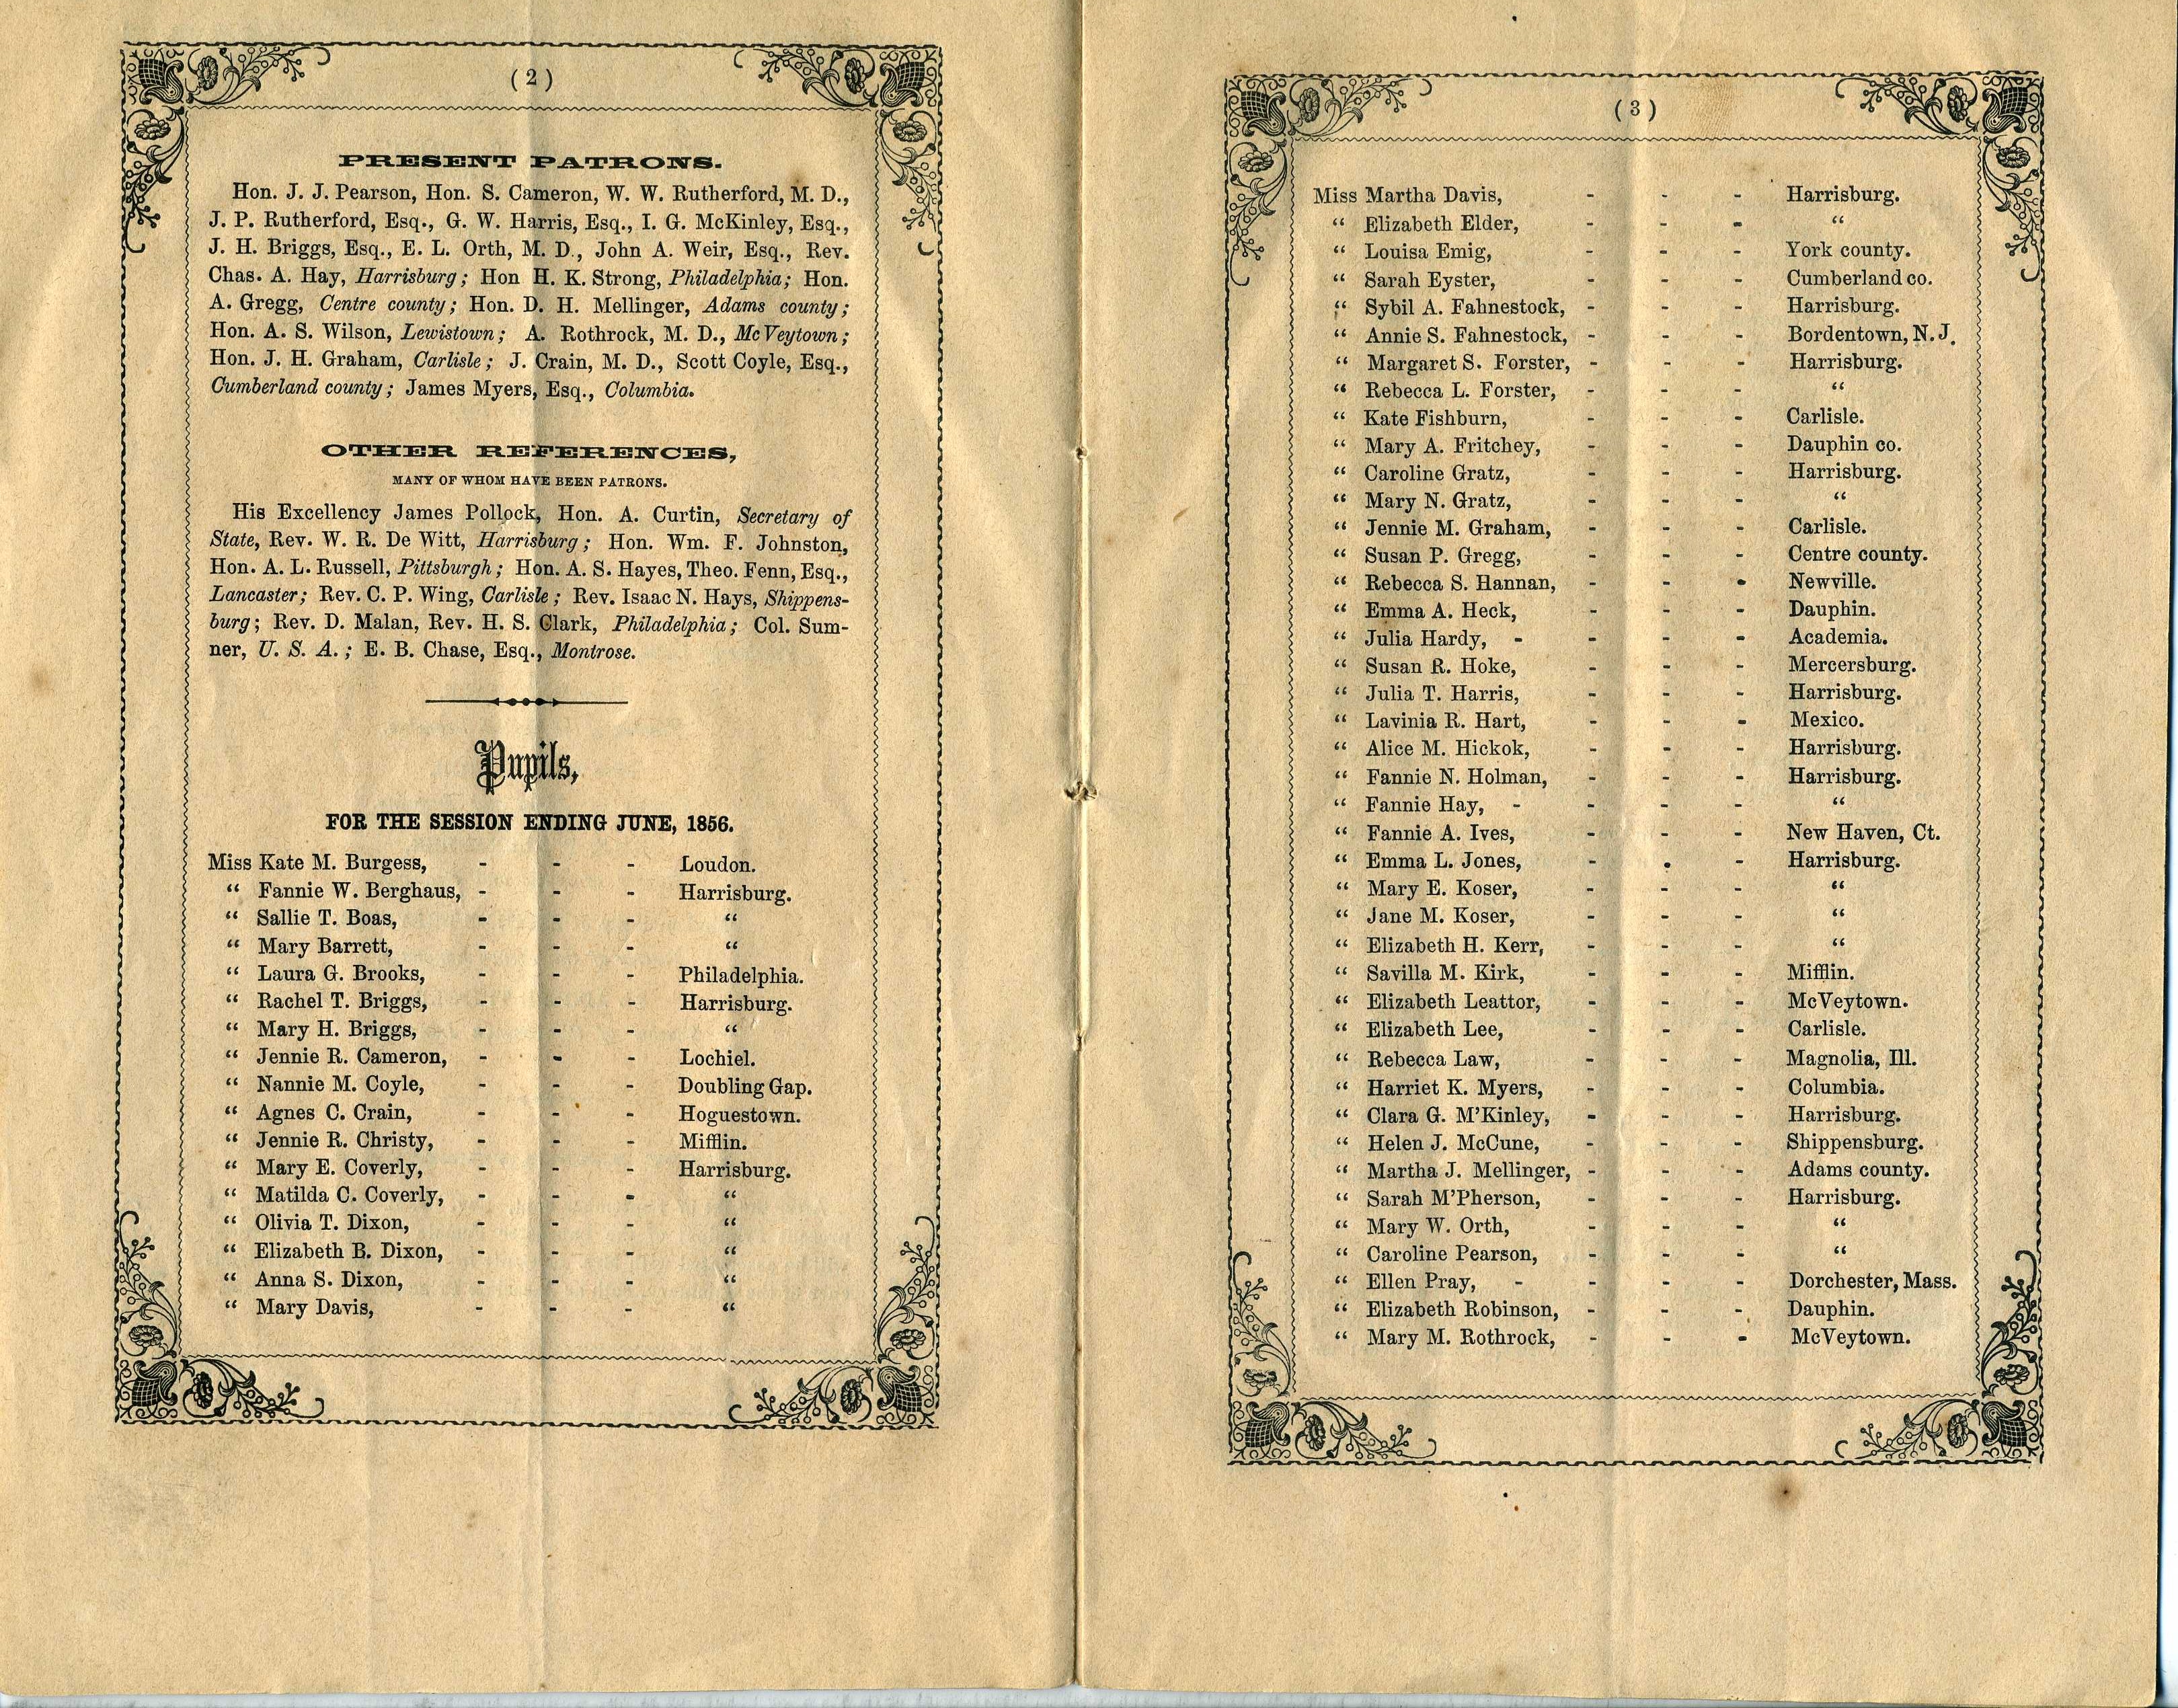 ( 2 )
PRESENT PATRONS.
Hon. J. J. Pearson, Hon. S. Cameron, W. W. Rutherford, M. D.,
J. P. Rutherford, Esq., G. W. Harris, Esq., I. G. McKinley, Esq.,
J. H. Briggs, Esq., E. L. Orth, M. D., John A. Weir, Esq., Rev.
Chas. A. Hay, Harrisburg; Hon H. K. Strong, Philadelphia; Hon.
A. Gregg, Centre county; Hon. D. H. Mellinger, Adams county;
Hon. A. S. Wilson, Lewistown; A. Rothrock, M. D., McVeytown;
Hon. J. H. Graham, Carlisle; J. Crain, M. D., Scott Coyle, Esq.,
Cumberland county; James Myers, Esq., Columbia.
OTHER REFERENCES,
MANY OF WHOM HAVE BEEN PATRONS.
His Excellency James Pollock, Hon. A. Curtin, Secretary of
State, Rev. W. R. De Witt, Harrisburg; Hon. Wm. F. Johnston,
Hon. A. L. Russell, Pittsburgh; Hon. A. S. Hayes, Theo. Fenn, Esq.,
Lancaster; Rev. C. P. Wing, Carlisle; Rev. Isaac N. Hays, Shippens-
burg; Rev. D. Malan, Rev. H. S. Clark, Philadelphia; Col. Sum-
ner, U. S. A.; E. B. Chase, Esq., Montrose.
Pupils,
FOR THE SESSION ENDING JUNE, 1856.
Miss Kate M. Burgess, - - - Loudon.
“ Fannie W. Berghaus, - - - Harrisburg.
“ Sallie T. Boas, - - - “
“ Mary Barrett, - - - “
“ Laura G. Brooks, - - - Philadelphia.
“ Rachel T. Briggs, - - - Harrisburg.
“ Mary H. Briggs, - - - “
“ Jennie R. Cameron, - - - Lochiel.
“ Nannie M. Coyle, - - - Doubling Gap.
“ Agnes C. Crain, - - - Hoguestown.
“ Jennie R. Christy, - - - Mifflin.
“ Mary E. Coverly, - - - Harrisburg.
“ Matilda C. Coverly, - - - “
“ Olivia T. Dixon, - - - “
“ Elizabeth B. Dixon, - - - “
“ Anna S. Dixon, - - - “
“ Mary Davis, - - - “
( 3 )
Miss Martha Davis, - - - Harrisburg.
“ Elizabeth Elder, - - - “
“ Louisa Emig, - - - York county.
“ Sarah Eyster, - - - Cumberland co.
“ Sybil A. Fahnestock, - - - Harrisburg.
“ Annie S. Fahnestock, - - - Bordentown, N. J.
“ Margaret S. Forster, - - - Harrisburg.
“ Rebecca L. Forster, - - - “
“ Kate Fishburn, - - - Carlisle.
“ Mary A. Fritchey, - - - Dauphin co.
“ Caroline Gratz, - - - Harrisburg.
“ Mary N. Gratz, - - - “
“ Jennie M. Graham, - - - Carlisle.
“ Susan P. Gregg, - - - Centre county.
“ Rebecca S. Hannan, - - - Newville.
“ Emma A. Heck, - - - Dauphin.
“ Julia Hardy, - - - - Academia.
“ Susan R. Hoke, - - - Mercersburg.
“ Julia T. Harris, - - - Harrisburg.
“ Lavinia R. Hart, - - - Mexico.
“ Alice M. Hickok, - - - Harrisburg.
“ Fannie N. Holman, - - - Harrisburg.
“ Fannie Hay, - - - - “
“ Fannie A. Ives, - - - New Haven, Ct.
“ Emma L. Jones, - - - Harrisburg.
“ Mary E. Koser, - - - “
“ Jane M. Koser, - - - “
“ Elizabeth H. Kerr, - - - “
“ Savilla M. Kirk, - - - Mifflin.
“ Elizabeth Leattor, - - - McVeytown.
“ Elizabeth Lee, - - - Carlisle.
“ Rebecca Law, - - - Magnolia, Ill.
“ Harriet K. Myers, - - - Columbia.
“ Clara G. M'Kinley, - - - Harrisburg.
“ Helen J. McCune, - - - Shippensburg.
“ Martha J. Mellinger, - - - Adams county.
“ Sarah M'Pherson, - - - Harrisburg.
“ Mary W. Orth, - - - “
“ Caroline Pearson, - - - “
“ Ellen Pray, - - - - Dorchester, Mass.
“ Elizabeth Robinson, - - - Dauphin.
“ Mary M. Rothrock, - - - McVeytown.